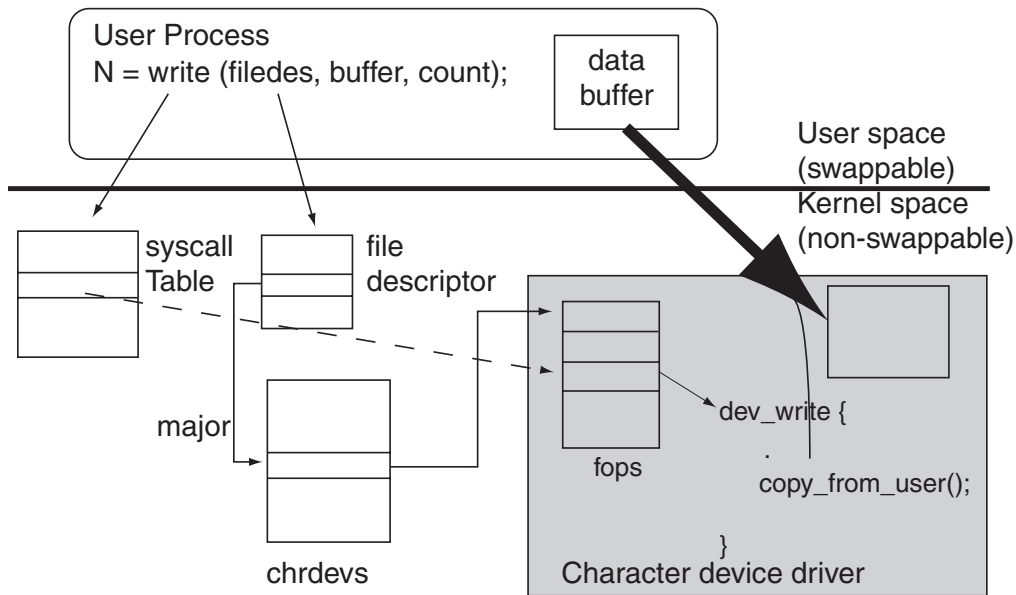 User Process
N = write (filedes, buffer, count);
data
buffer
User space
(swappable)
Kernel space
(non-swappable)
syscall
Table
file
descriptor
major
chrdevs
fops
dev_write {
.
copy_from_user();
}
Character device driver